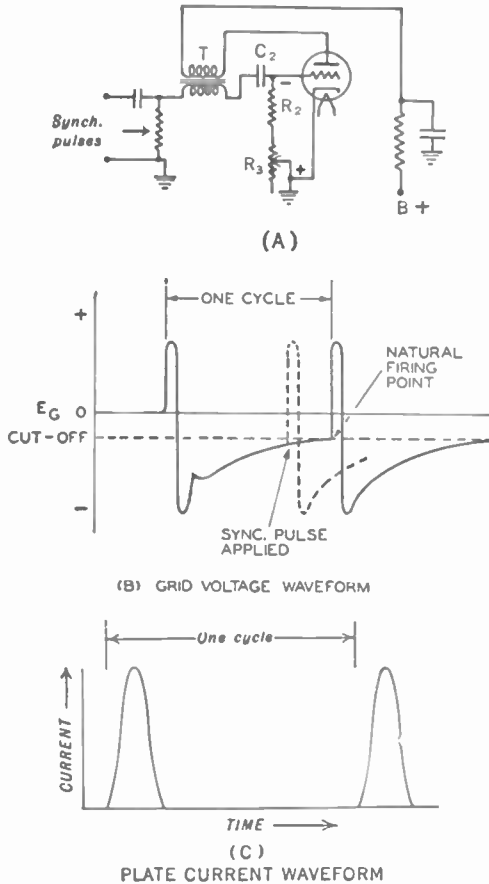 T
C2
−
R2
Synch.
pulses
R3
+
B +
(A)
+
ONE CYCLE
NATURAL
FIRING
POINT
EG 0
CUT-OFF
−
SYNC. PULSE
APPLIED
(B) GRID VOLTAGE WAVEFORM
One cycle
CURRENT
TIME
(C)
PLATE CURRENT WAVEFORM